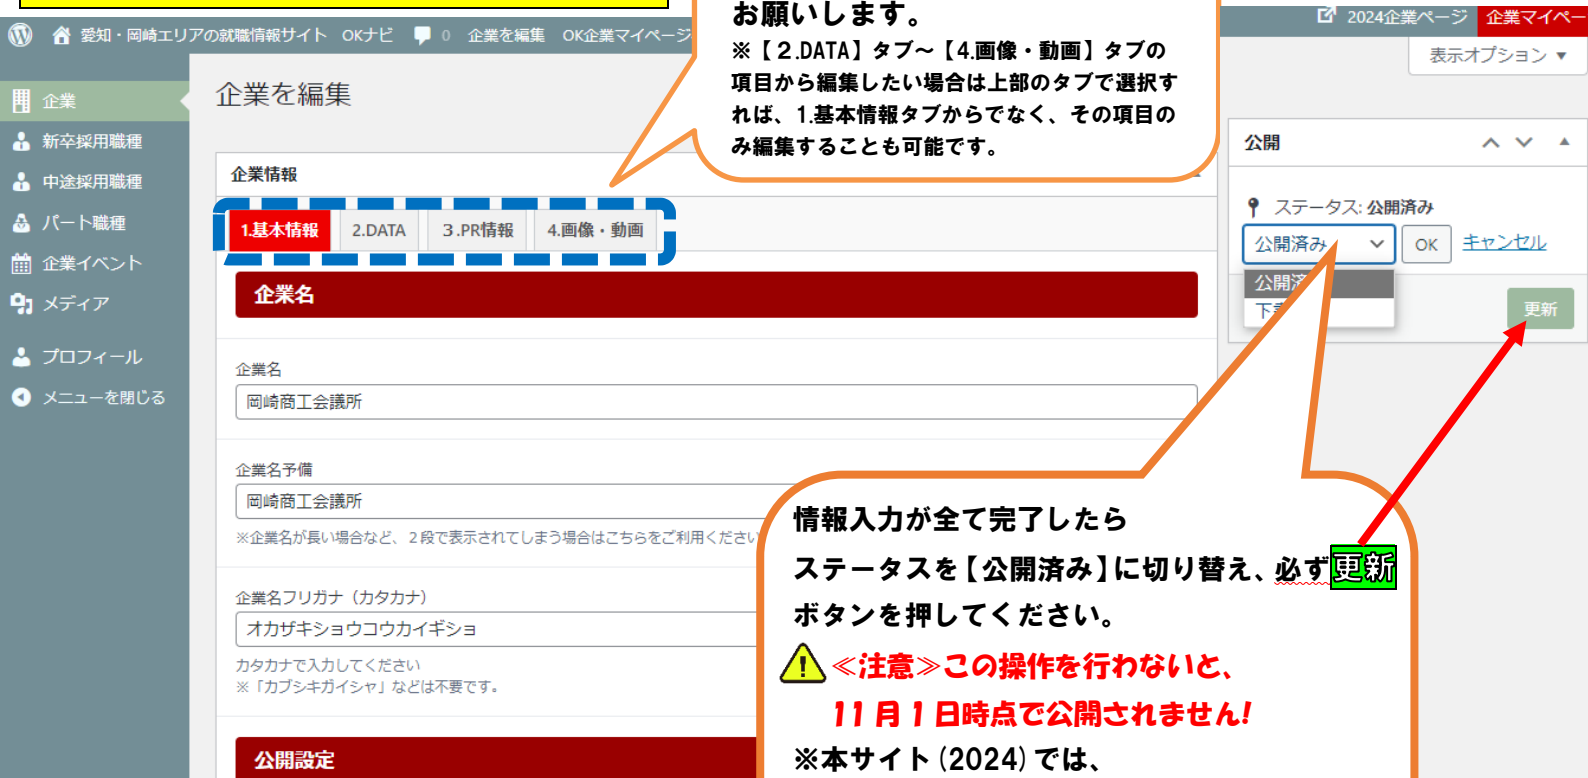 お願いします。
※【２.DATA】タブ～【4.画像・動画】タブの
項目から編集したい場合は上部のタブで選択す
れば、1.基本情報タブからでなく、その項目の
み編集することも可能です。
愛知・岡崎エリアの就職情報サイト OKナビ 0 企業を編集 OK企業マイページ
2024企業ページ 企業マイペー
表示オプション ▼
企業
新卒採用職種
中途採用職種
パート職種
企業イベント
メディア
プロフィール
メニューを閉じる
企業を編集
企業情報
1.基本情報 2.DATA ３.PR情報 4.画像・動画
企業名
企業名
岡崎商工会議所
企業名予備
岡崎商工会議所
※企業名が長い場合など、２段で表示されてしまう場合はこちらをご利用ください
企業名フリガナ（カタカナ）
オカザキショウコウカイギショ
カタカナで入力してください
※「カブシキガイシャ」などは不要です。
公開設定
公開
ステータス: 公開済み
公開済み OK キャンセル
公開済
下書
更新
情報入力が全て完了したら
ステータスを【公開済み】に切り替え、必ず更新
ボタンを押してください。
≪注意≫この操作を行わないと、
11月1日時点で公開されません!
※本サイト(2024)では、